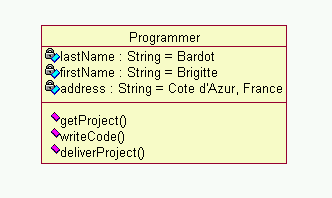 Programmer
lastName : String = Bardot
firstName : String = Brigitte
address : String = Cote d'Azur, France
getProject()
writeCode()
deliverProject()